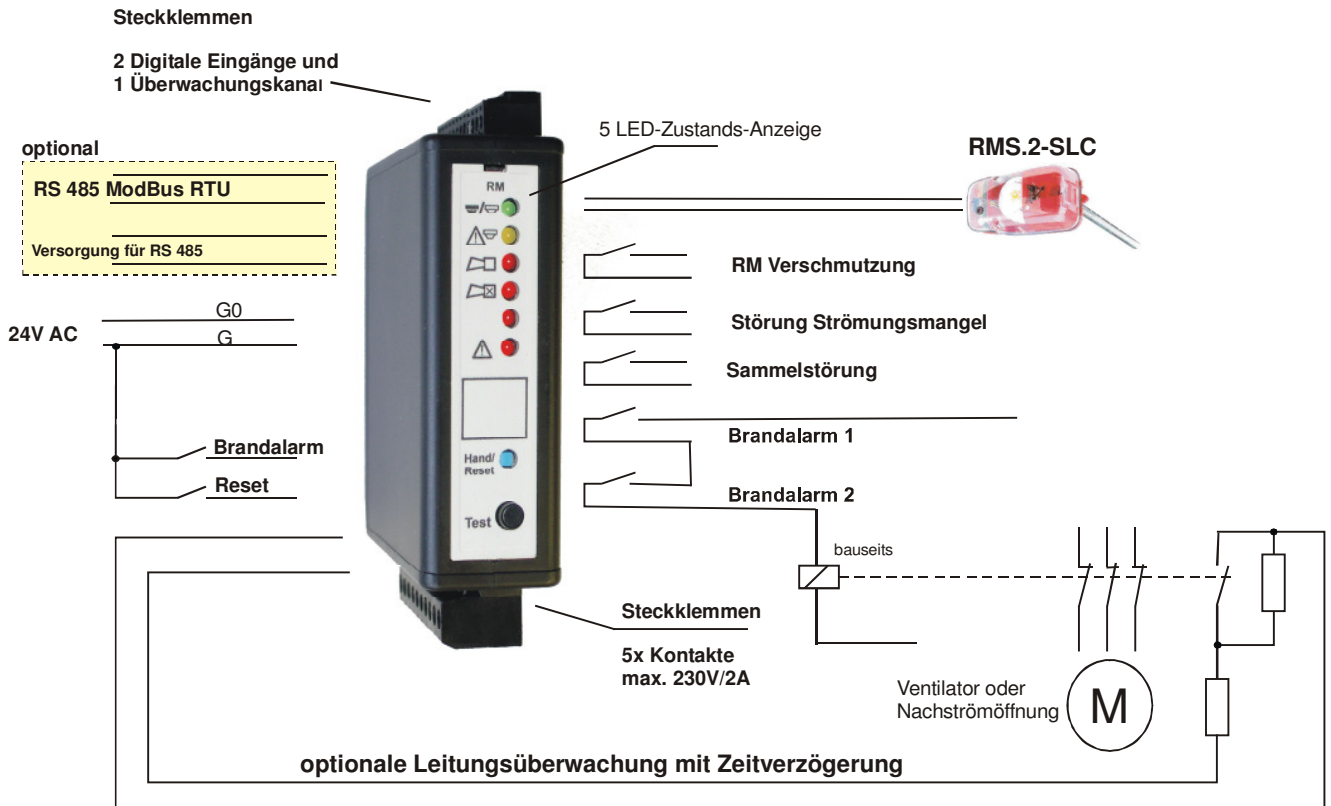 Steckklemmen
2 Digitale Eingänge und
1 Überwachungskanal
5 LED-Zustands-Anzeige
RMS.2-SLC
optional
RS 485 ModBus RTU
Versorgung für RS 485
24V AC
G0
G
Brandalarm
Reset
RM
Hand/
Reset
Test
RM Verschmutzung
Störung Strömungsmangel
Sammelstörung
Brandalarm 1
Brandalarm 2
bauseits
Steckklemmen
5x Kontakte
max. 230V/2A
Ventilator oder
Nachströmöffnung
M
optionale Leitungsüberwachung mit Zeitverzögerung